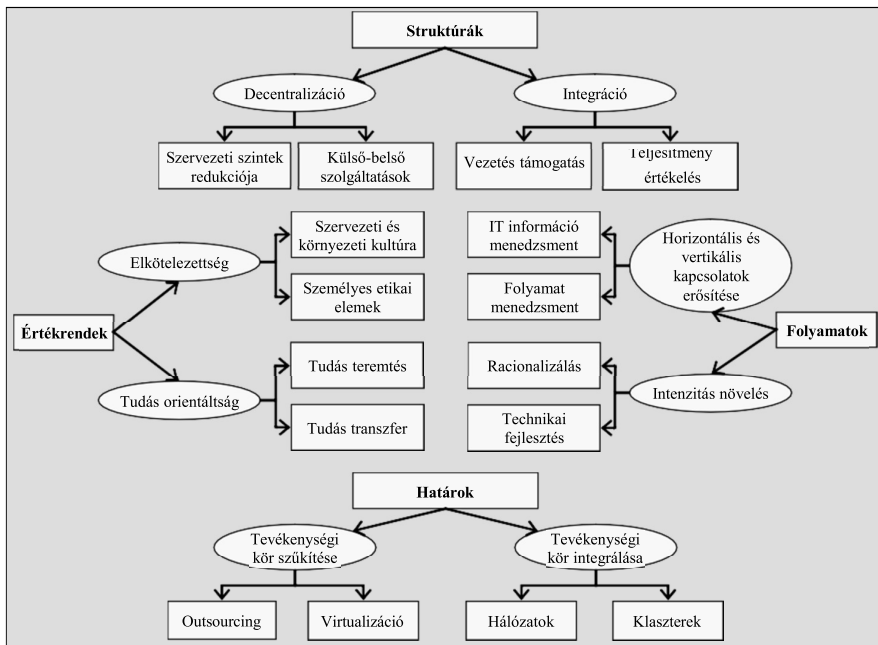 Struktúrák
Decentralizáció
Integráció
Szervezeti szintek
redukciója
Külső-belső
szolgáltatások
Vezetés támogatás
Teljesítmény
értékelés
Szervezeti és
környezeti kultúra
Elkötelezettség
Személyes etikai
elemek
IT információ
menedzsment
Horizontális és
vertikális
kapcsolatok
erősítése
Folyamat
menedzsment
Értékrendek
Folyamatok
Tudás teremtés
Tudás orientáltság
Tudás transzfer
Racionalizálás
Intenzitás növelés
Technikai
fejlesztés
Határok
Tevékenységi
kör szűkítése
Tevékenységi
kör integrálása
Outsourcing
Virtualizáció
Hálózatok
Klaszterek